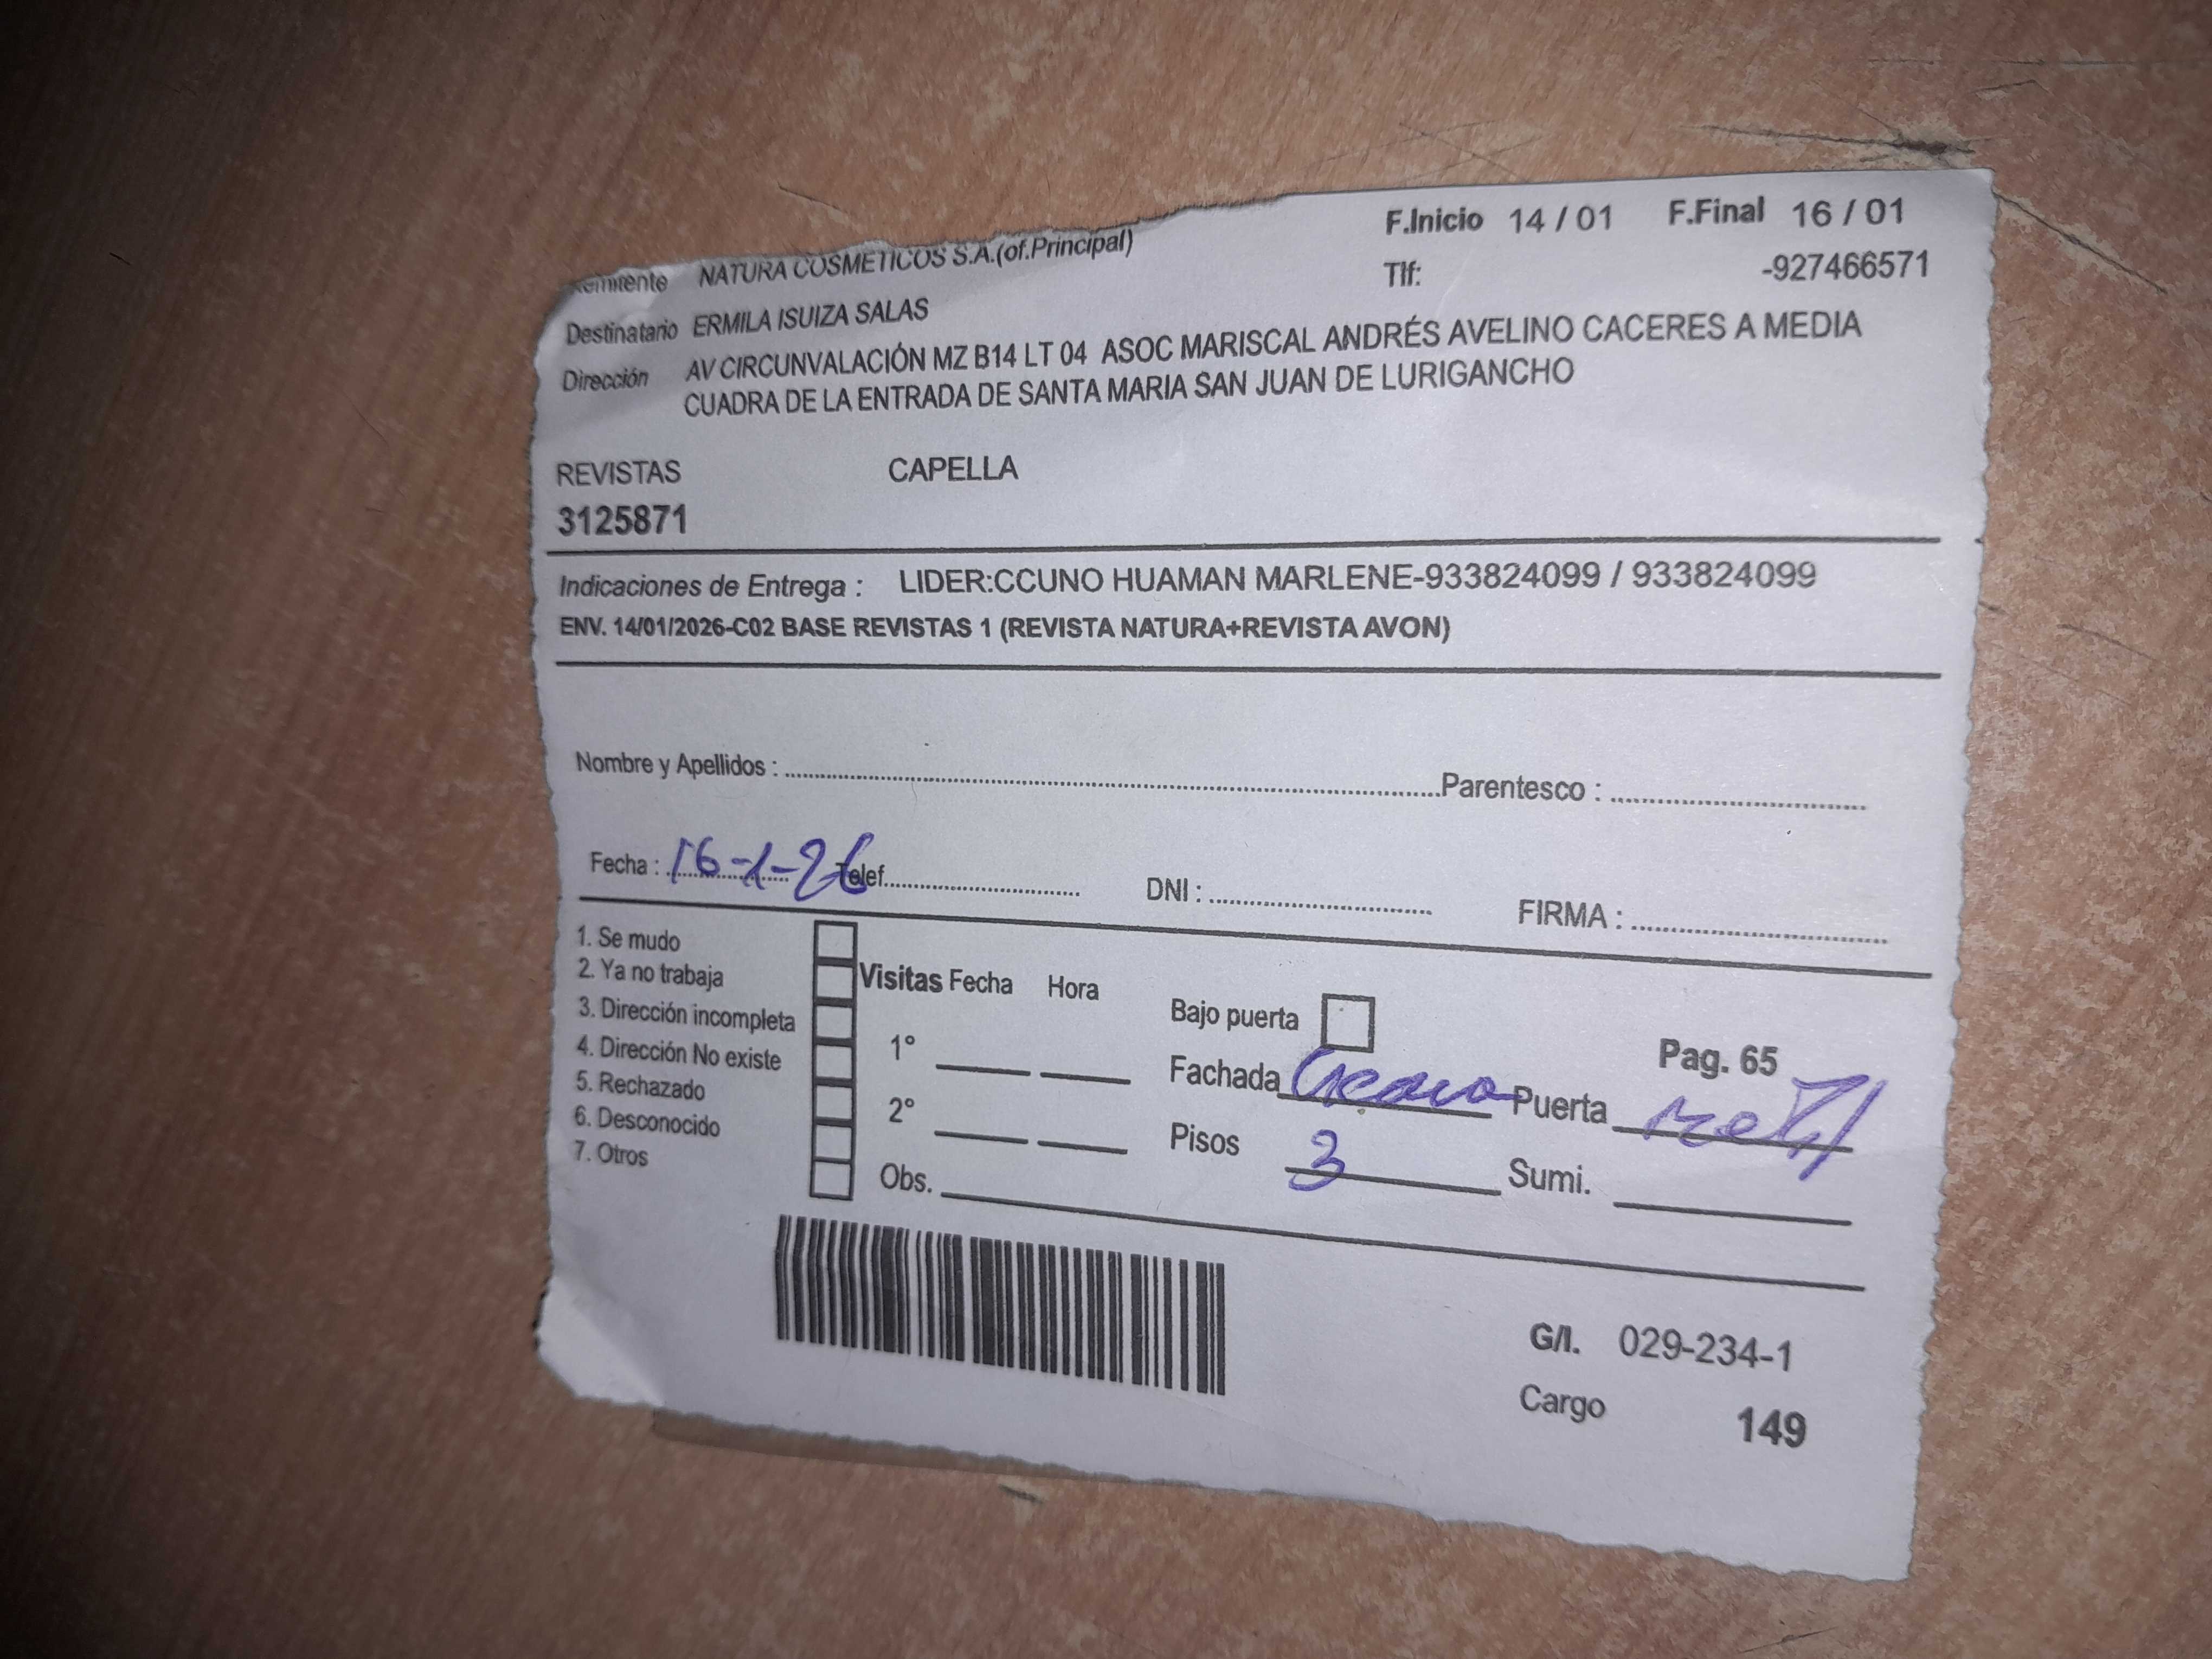 Remitente NATURA COSMETICOS S.A.(of.Principal) F.Inicio 14 / 01 F.Final 16 / 01
Tlf: -927466571
Destinatario ERMILA ISUIZA SALAS
Dirección AV CIRCUNVALACIÓN MZ B14 LT 04 ASOC MARISCAL ANDRÉS AVELINO CACERES A MEDIA
CUADRA DE LA ENTRADA DE SANTA MARIA SAN JUAN DE LURIGANCHO
REVISTAS CAPELLA
3125871
Indicaciones de Entrega : LIDER:CCUNO HUAMAN MARLENE-933824099 / 933824099
ENV. 14/01/2026-C02 BASE REVISTAS 1 (REVISTA NATURA+REVISTA AVON)
Nombre y Apellidos : Parentesco :
Fecha : 16-1-26 Telef. DNI : FIRMA :
1. Se mudo
2. Ya no trabaja
3. Dirección incompleta
4. Dirección No existe
5. Rechazado
6. Desconocido
7. Otros
Visitas Fecha Hora
1°
2°
Obs.
Bajo puerta
Pag. 65
Fachada Puerta
Pisos 3 Sumi.
G/I. 029-234-1
Cargo 149